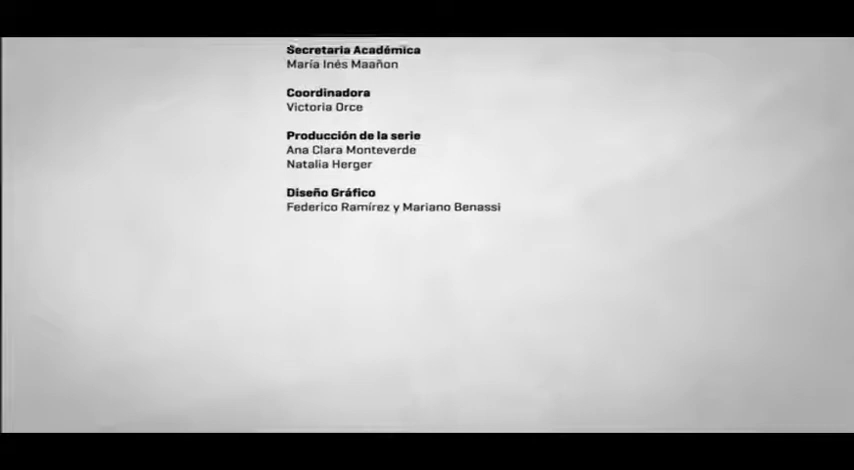 Secretaria Académica
María Inés Maañon
Coordinadora
Victoria Orce
Producción de la serie
Ana Clara Monteverde
Natalia Herger
Diseño Gráfico
Federico Ramírez y Mariano Benassi